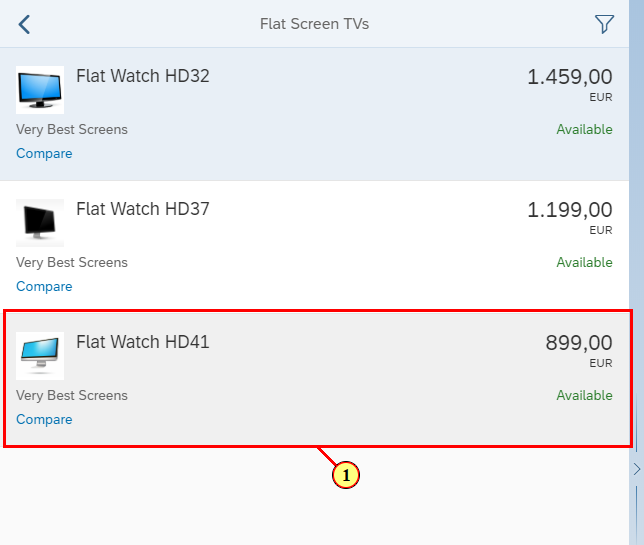 Flat Screen TVs
Flat Watch HD32
1.459,00
EUR
Very Best Screens
Available
Compare
Flat Watch HD37
1.199,00
EUR
Very Best Screens
Available
Compare
Flat Watch HD41
899,00
EUR
Very Best Screens
Available
Compare
1